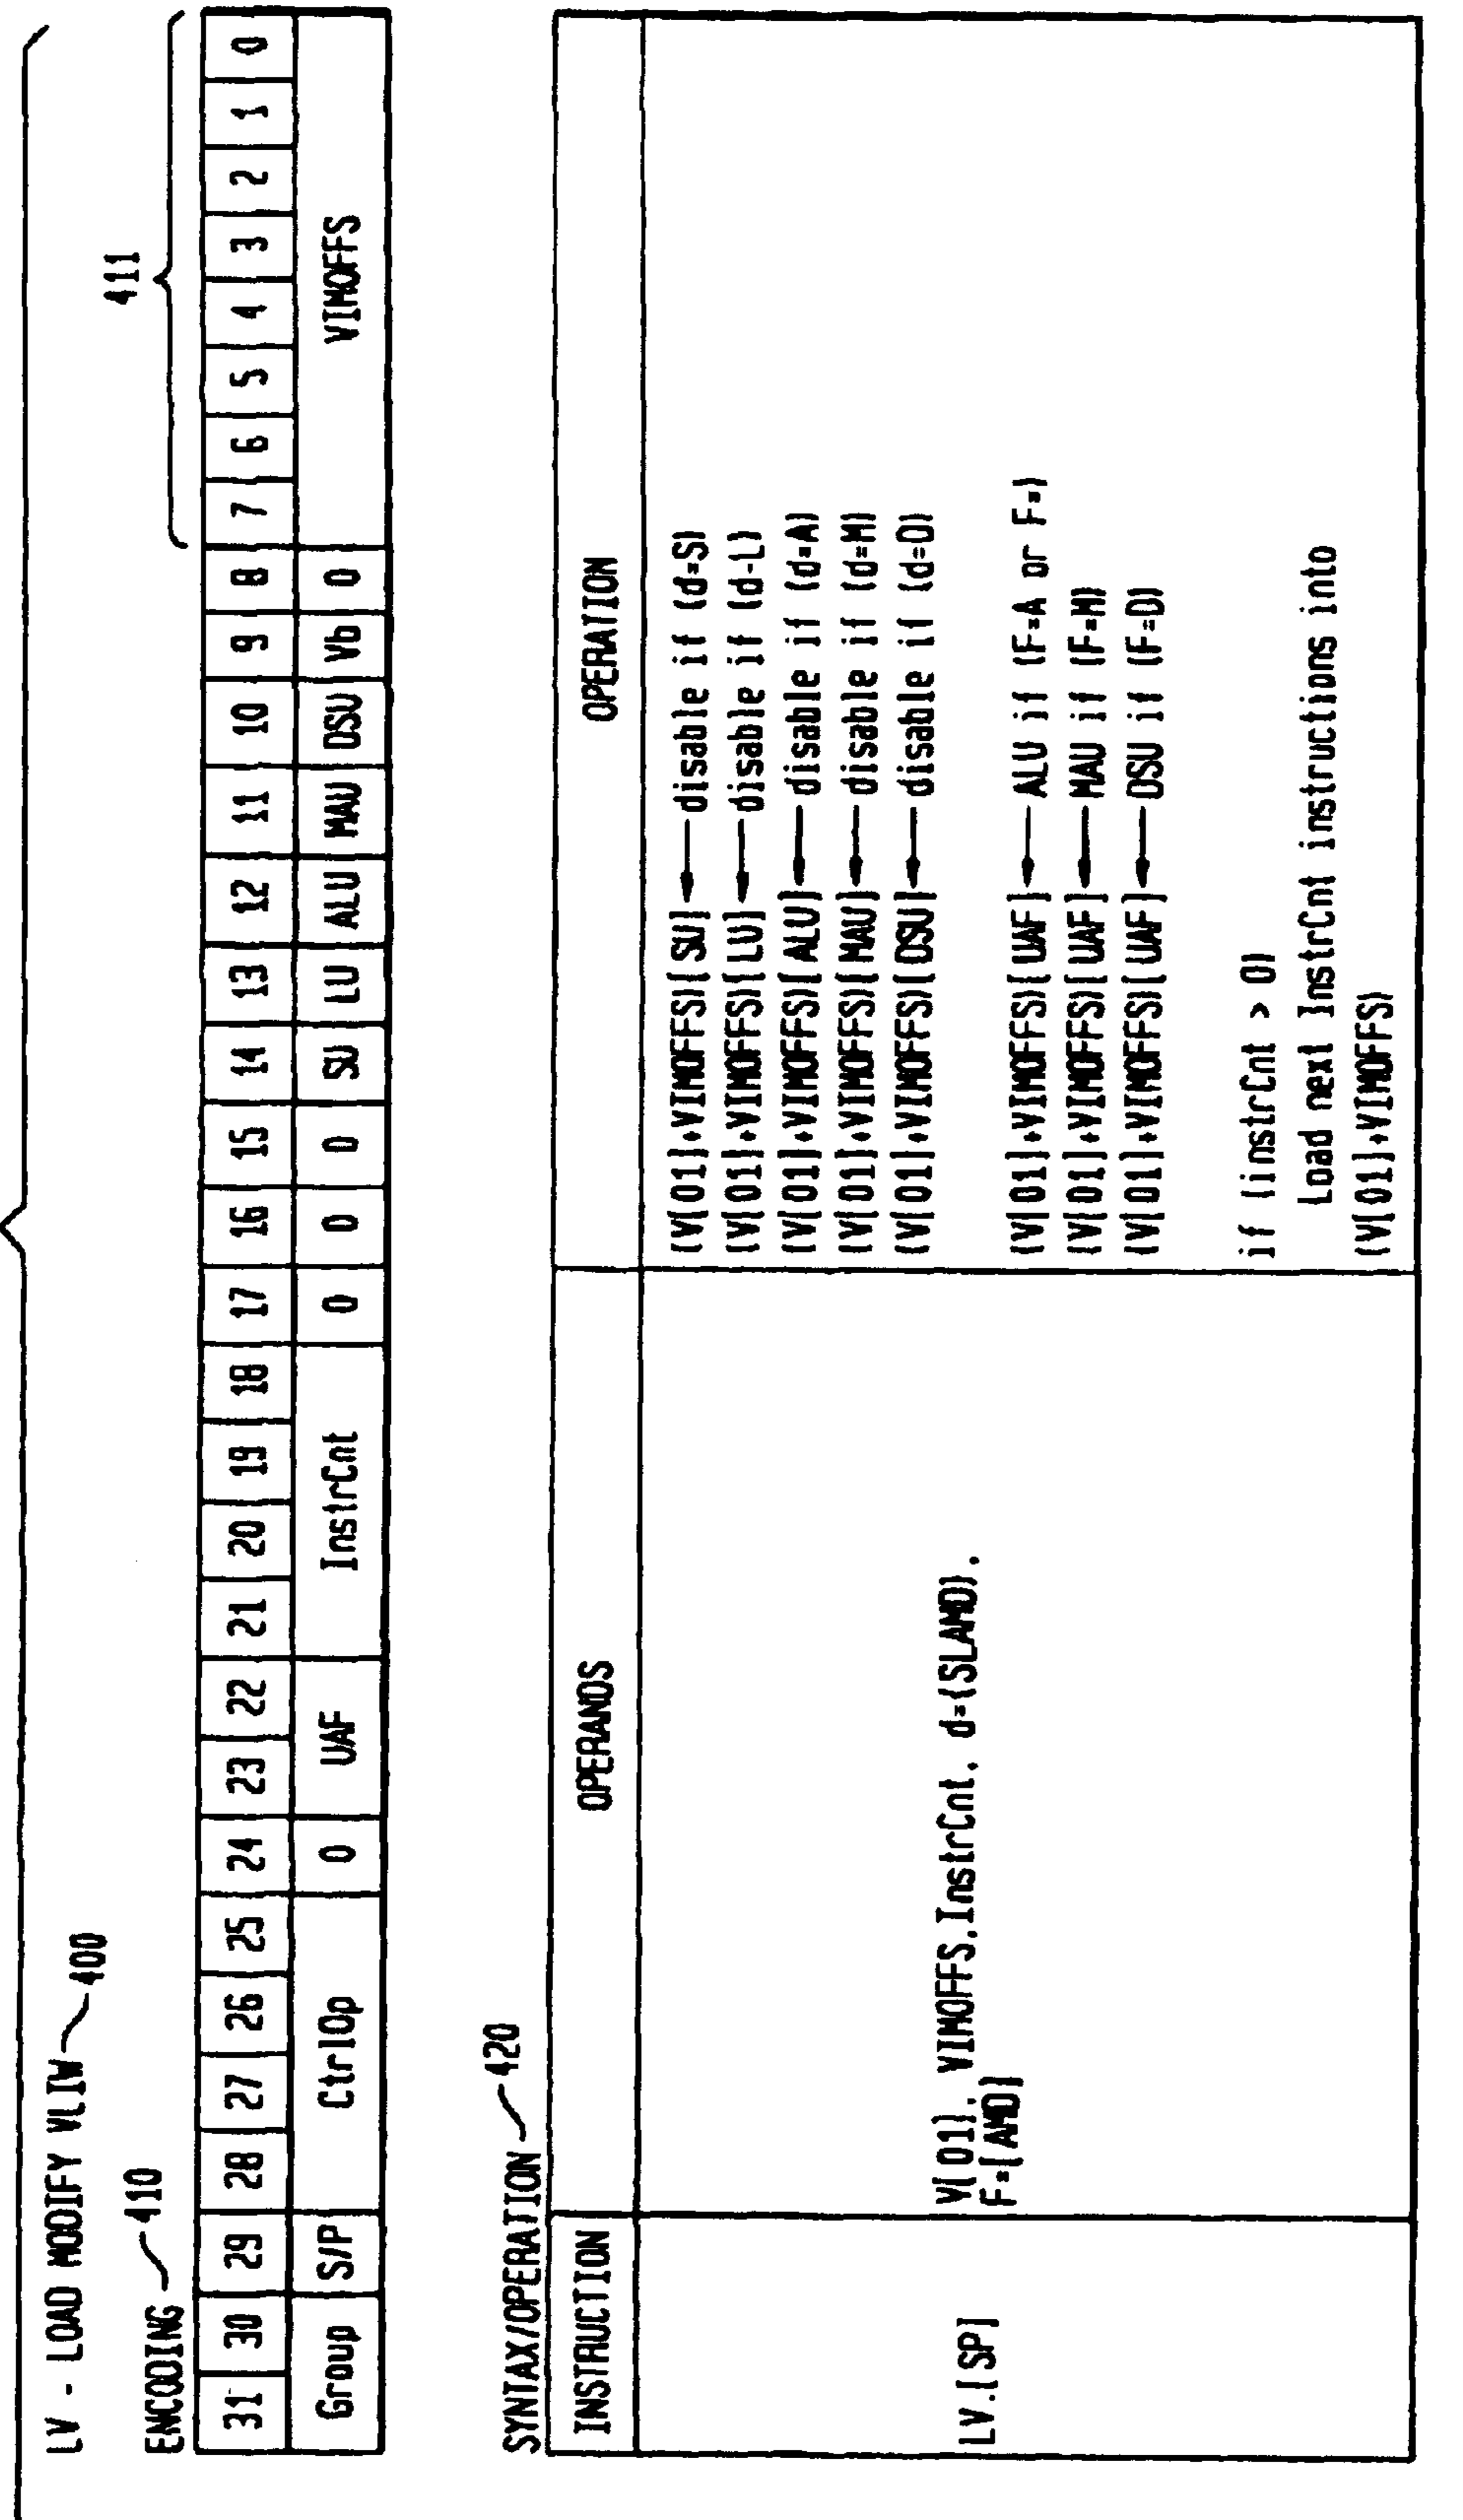 LV - LOAD MODIFY VLIW 400
ENCODING 410
411
31 30 29 28 27 26 25 24 23 22 21 20 19 18 17 16 15 14 13 12 11 10 9 8 7 6 5 4 3 2 1 0
Group S/P CtrlOp 0 UAF InstrCnt 0 0 0 SU LU ALU MAU DSU Vb 0 VIMOFFS
SYNTAX/OPERATION 420
INSTRUCTION OPERANDS OPERATION
LV.[SP]
V[01], VIMOFFS,InstrCnt, d={SLAMD},
F=[AMD]
(V[01]+VIMOFFS)[SU] ← disable if (d=S)
(V[01]+VIMOFFS)[LU] ← disable if (d=L)
(V[01]+VIMOFFS)[ALU] ← disable if (d=A)
(V[01]+VIMOFFS)[MAU] ← disable if (d=M)
(V[01]+VIMOFFS)[DSU] ← disable if (d=D)
(V[01]+VIMOFFS)[UAF] ← ALU if (F=A or F=)
(V[01]+VIMOFFS)[UAF] ← MAU if (F=M)
(V[01]+VIMOFFS)[UAF] ← DSU if (F=D)
if (instrCnt > 0)
Load next InstrCnt instructions into
(V[01]+VIMOFFS)